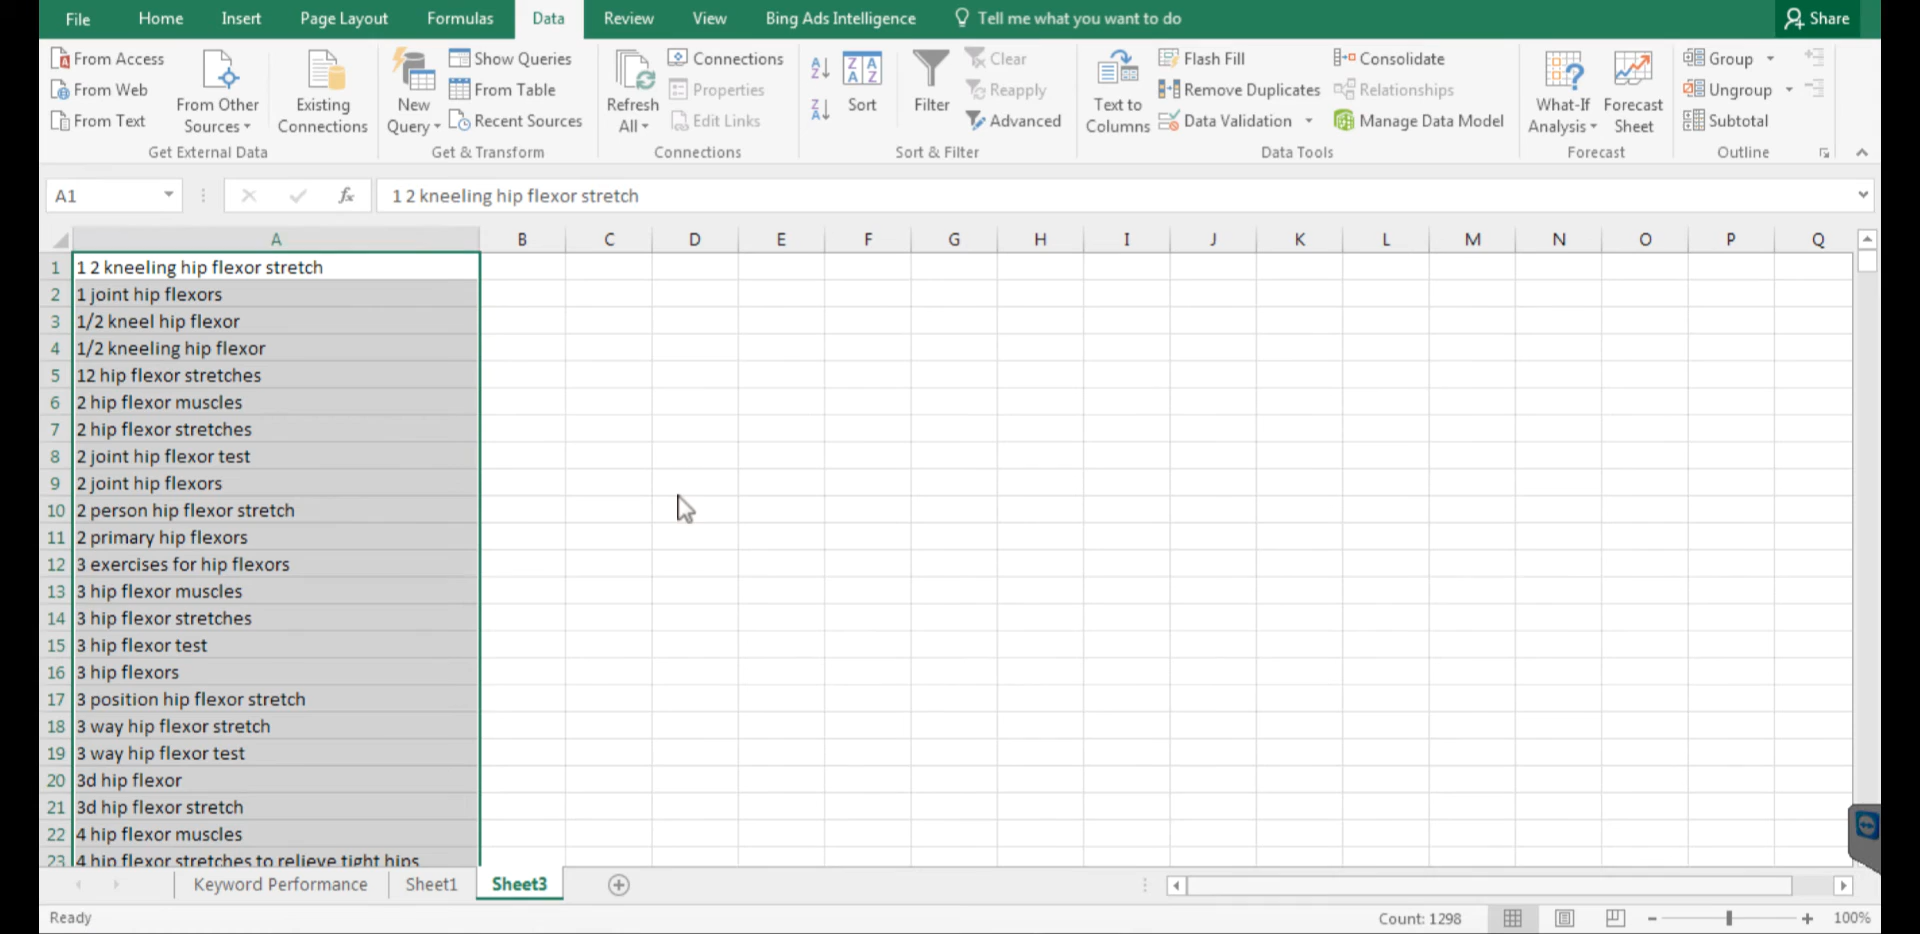 File Home Insert Page Layout Formulas Data Review View Bing Ads Intelligence Tell me what you want to do Share
From Access
From Web
From Text
From Other Sources
Existing Connections
Get External Data
New Query
Show Queries
From Table
Recent Sources
Get & Transform
Refresh All
Connections
Properties
Edit Links
Connections
Sort
Filter
Clear
Reapply
Advanced
Sort & Filter
Text to Columns
Flash Fill
Remove Duplicates
Data Validation
Consolidate
Relationships
Manage Data Model
Data Tools
What-If Analysis
Forecast Sheet
Forecast
Group
Ungroup
Subtotal
Outline
A1 fx 1 2 kneeling hip flexor stretch
A B C D E F G H I J K L M N O P Q
1 1 2 kneeling hip flexor stretch
2 1 joint hip flexors
3 1/2 kneel hip flexor
4 1/2 kneeling hip flexor
5 12 hip flexor stretches
6 2 hip flexor muscles
7 2 hip flexor stretches
8 2 joint hip flexor test
9 2 joint hip flexors
10 2 person hip flexor stretch
11 2 primary hip flexors
12 3 exercises for hip flexors
13 3 hip flexor muscles
14 3 hip flexor stretches
15 3 hip flexor test
16 3 hip flexors
17 3 position hip flexor stretch
18 3 way hip flexor stretch
19 3 way hip flexor test
20 3d hip flexor
21 3d hip flexor stretch
22 4 hip flexor muscles
23 4 hip flexor stretches to relieve tight hips
Keyword Performance Sheet1 Sheet3
Ready Count: 1298 100%